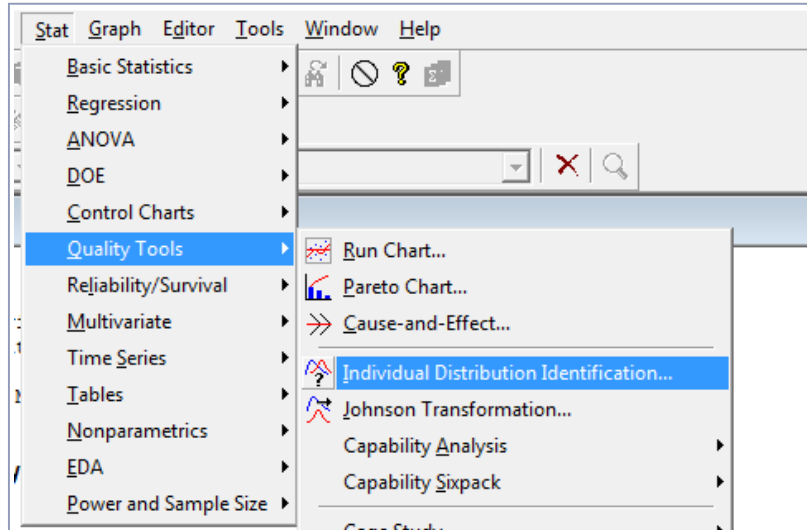 Stat Graph Editor Tools Window Help
Basic Statistics
Regression
ANOVA
DOE
Control Charts
Quality Tools
Reliability/Survival
Multivariate
Time Series
Tables
Nonparametrics
EDA
Power and Sample Size
Run Chart...
Pareto Chart...
Cause-and-Effect...
Individual Distribution Identification...
Johnson Transformation...
Capability Analysis
Capability Sixpack